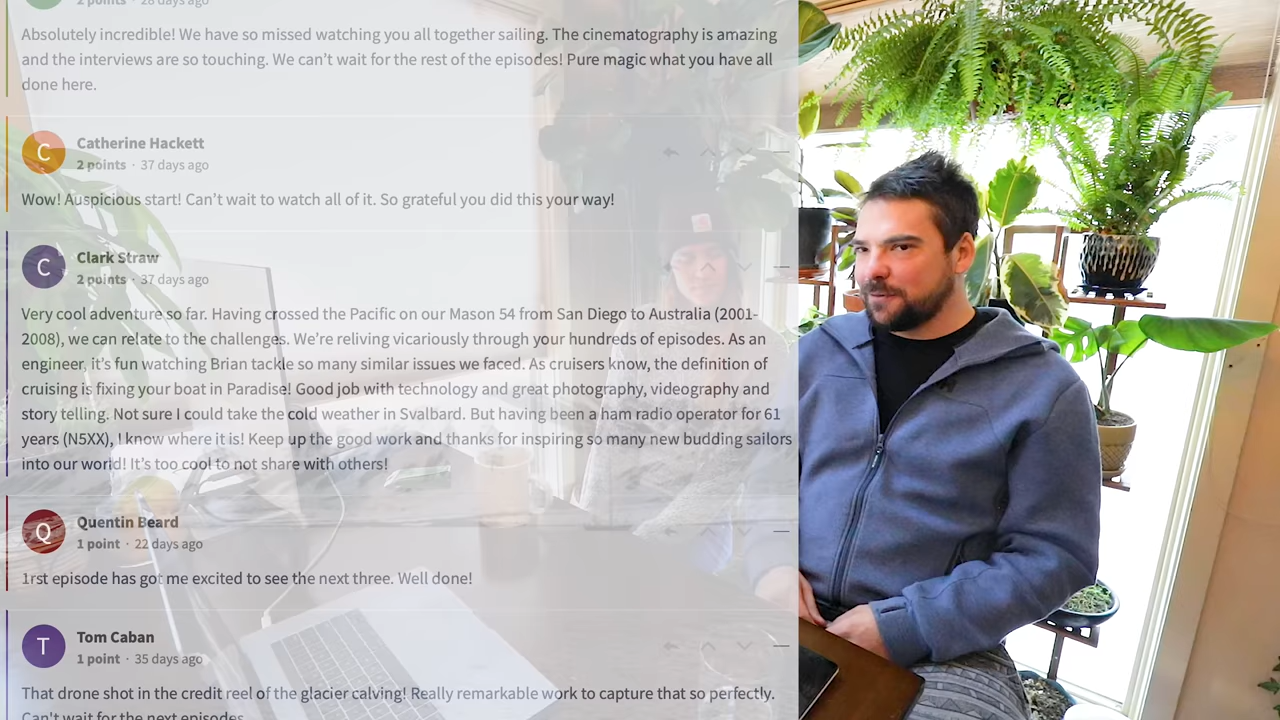 2 points · 28 days ago
Absolutely incredible! We have so missed watching you all together sailing. The cinematography is amazing
and the interviews are so touching. We can't wait for the rest of the episodes! Pure magic what you have all
done here.
C
Catherine Hackett
2 points · 37 days ago
Wow! Auspicious start! Can't wait to watch all of it. So grateful you did this your way!
C
Clark Straw
2 points · 37 days ago
Very cool adventure so far. Having crossed the Pacific on our Mason 54 from San Diego to Australia (2001-
2008), we can relate to the challenges. We're reliving vicariously through your hundreds of episodes. As an
engineer, it's fun watching Brian tackle so many similar issues we faced. As cruisers know, the definition of
cruising is fixing your boat in Paradise! Good job with technology and great photography, videography and
story telling. Not sure I could take the cold weather in Svalbard. But having been a ham radio operator for 61
years (N5XX), I know where it is! Keep up the good work and thanks for inspiring so many new budding sailors
into our world! It's too cool to not share with others!
Q
Quentin Beard
1 point · 22 days ago
1rst episode has got me excited to see the next three. Well done!
T
Tom Caban
1 point · 35 days ago
That drone shot in the credit reel of the glacier calving! Really remarkable work to capture that so perfectly.
Can't wait for the next episodes